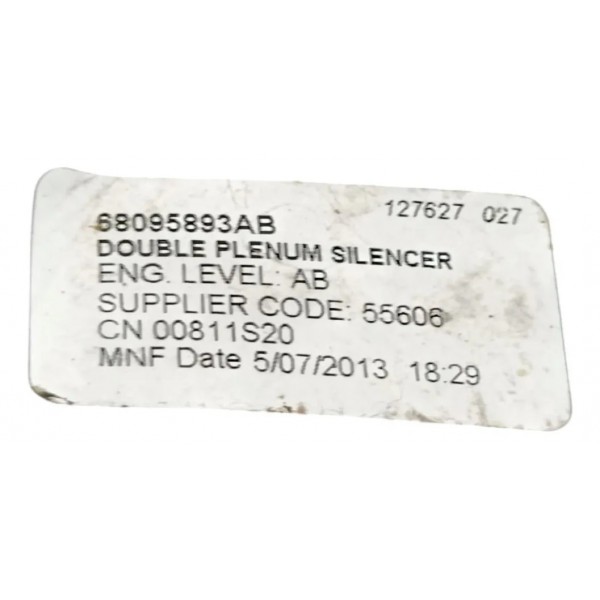 127627 027
68095893AB
DOUBLE PLENUM SILENCER
ENG. LEVEL: AB
SUPPLIER CODE: 55606
CN 00811S20
MNF Date 5/07/2013 18:29